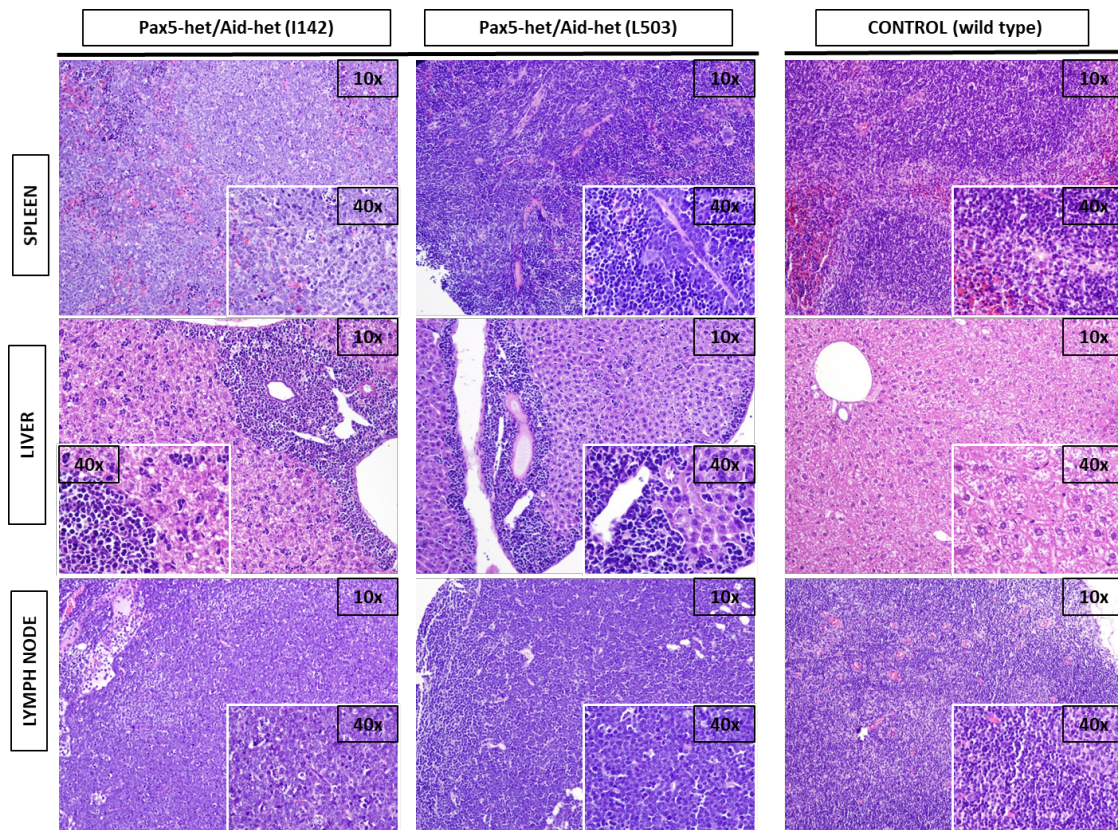 Pax5-het/Aid-het (I142)
Pax5-het/Aid-het (L503)
CONTROL (wild type)
SPLEEN
10x
40x
10x
40x
10x
40x
LIVER
10x
40x
10x
40x
10x
40x
LYMPH NODE
10x
40x
10x
40x
10x
40x